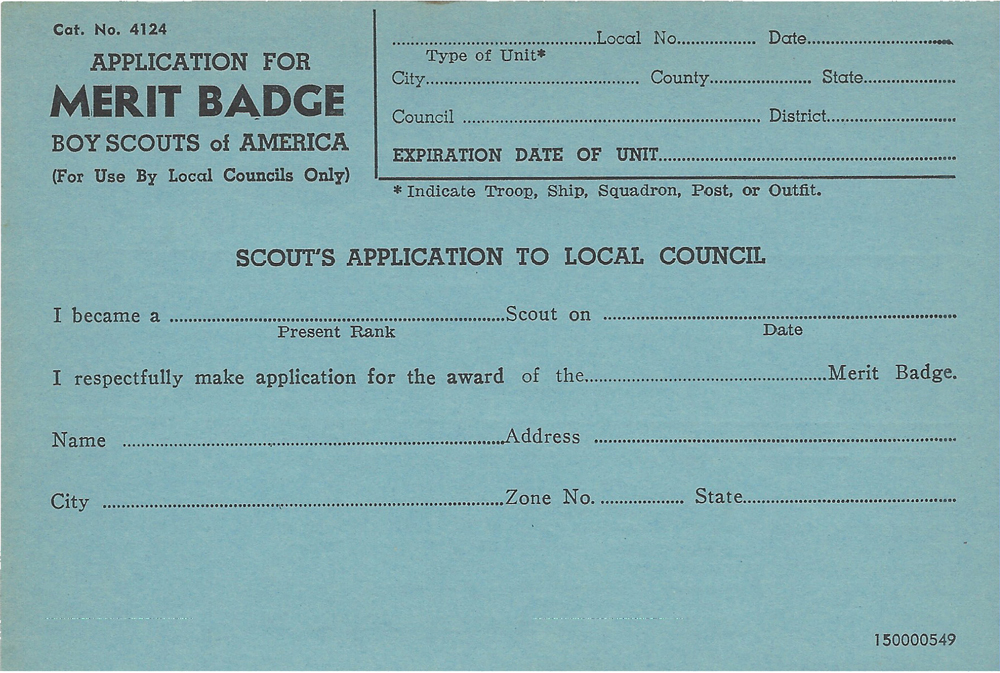 Cat. No. 4124
APPLICATION FOR
MERIT BADGE
BOY SCOUTS of AMERICA
(For Use By Local Councils Only)
........................................Local No................ Date.............................
Type of Unit*
City........................................... County..................... State...................
Council ............................................................ District..........................
EXPIRATION DATE OF UNIT............................................................
* Indicate Troop, Ship, Squadron, Post, or Outfit.
SCOUT'S APPLICATION TO LOCAL COUNCIL
I became a ....................................................................Scout on ........................................................................
Present Rank Date
I respectfully make application for the award of the.................................................Merit Badge.
Name ..............................................................................Address .........................................................................
City .................................................................................Zone No. ................. State...........................................
150000549